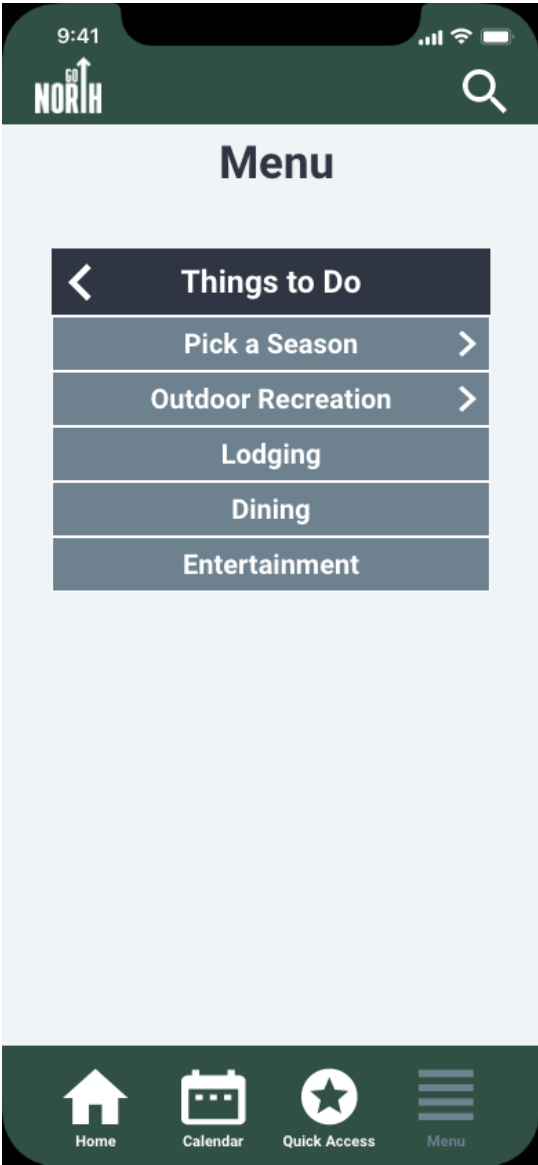 9:41
GO
NORTH
Menu
Things to Do
Pick a Season
Outdoor Recreation
Lodging
Dining
Entertainment
Home
Calendar
Quick Access
Menu